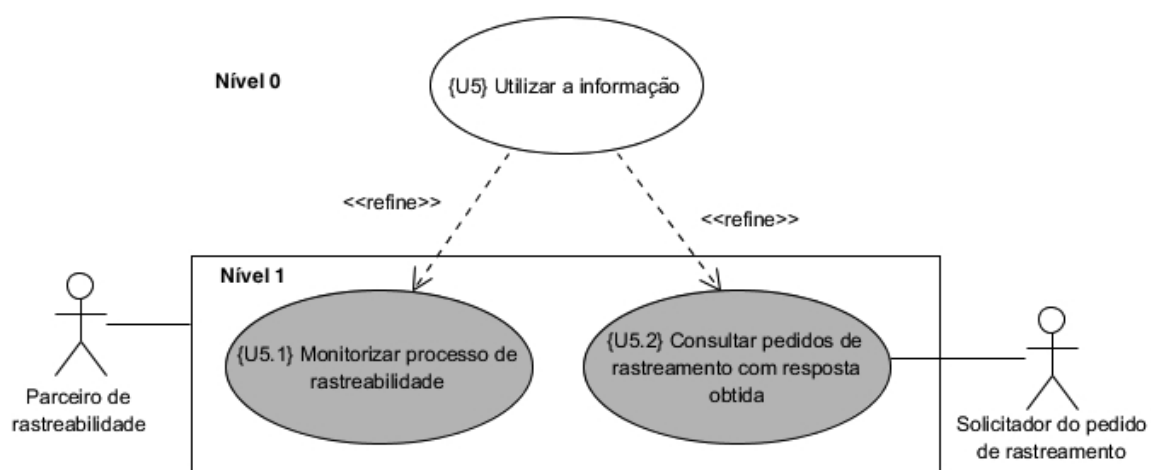 Nível 0
{U5} Utilizar a informação
<<refine>>
<<refine>>
Nível 1
{U5.1} Monitorizar processo de
rastreabilidade
{U5.2} Consultar pedidos de
rastreamento com resposta
obtida
Parceiro de
rastreabilidade
Solicitador do pedido
de rastreamento